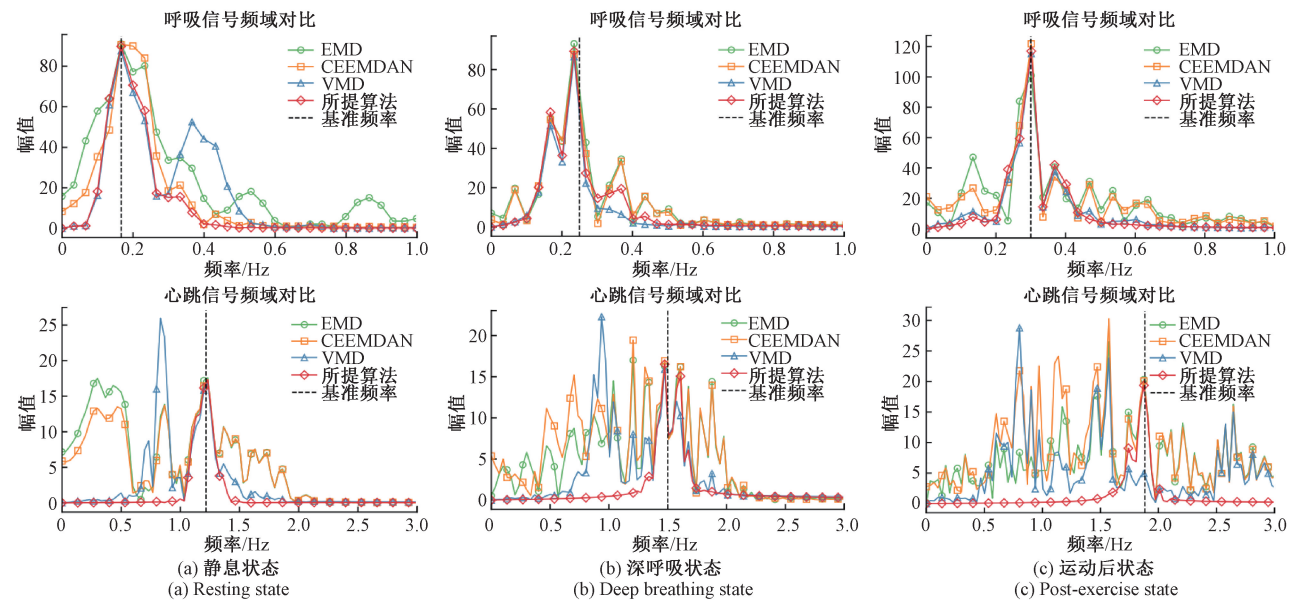 呼吸信号频域对比
EMD
CEEMDAN
VMD
所提算法
基准频率
幅值
80
60
40
20
0
0 0.2 0.4 0.6 0.8 1.0
频率/Hz
呼吸信号频域对比
EMD
CEEMDAN
VMD
所提算法
基准频率
幅值
80
60
40
20
0
0 0.2 0.4 0.6 0.8 1.0
频率/Hz
呼吸信号频域对比
EMD
CEEMDAN
VMD
所提算法
基准频率
幅值
120
100
80
60
40
20
0
0 0.2 0.4 0.6 0.8 1.0
频率/Hz
心跳信号频域对比
EMD
CEEMDAN
VMD
所提算法
基准频率
幅值
25
20
15
10
5
0
0 0.5 1.0 1.5 2.0 2.5 3.0
频率/Hz
(a) 静息状态
(a) Resting state
心跳信号频域对比
EMD
CEEMDAN
VMD
所提算法
基准频率
幅值
20
15
10
5
0
0 0.5 1.0 1.5 2.0 2.5 3.0
频率/Hz
(b) 深呼吸状态
(b) Deep breathing state
心跳信号频域对比
EMD
CEEMDAN
VMD
所提算法
基准频率
幅值
30
25
20
15
10
5
0
0 0.5 1.0 1.5 2.0 2.5 3.0
频率/Hz
(c) 运动后状态
(c) Post-exercise state